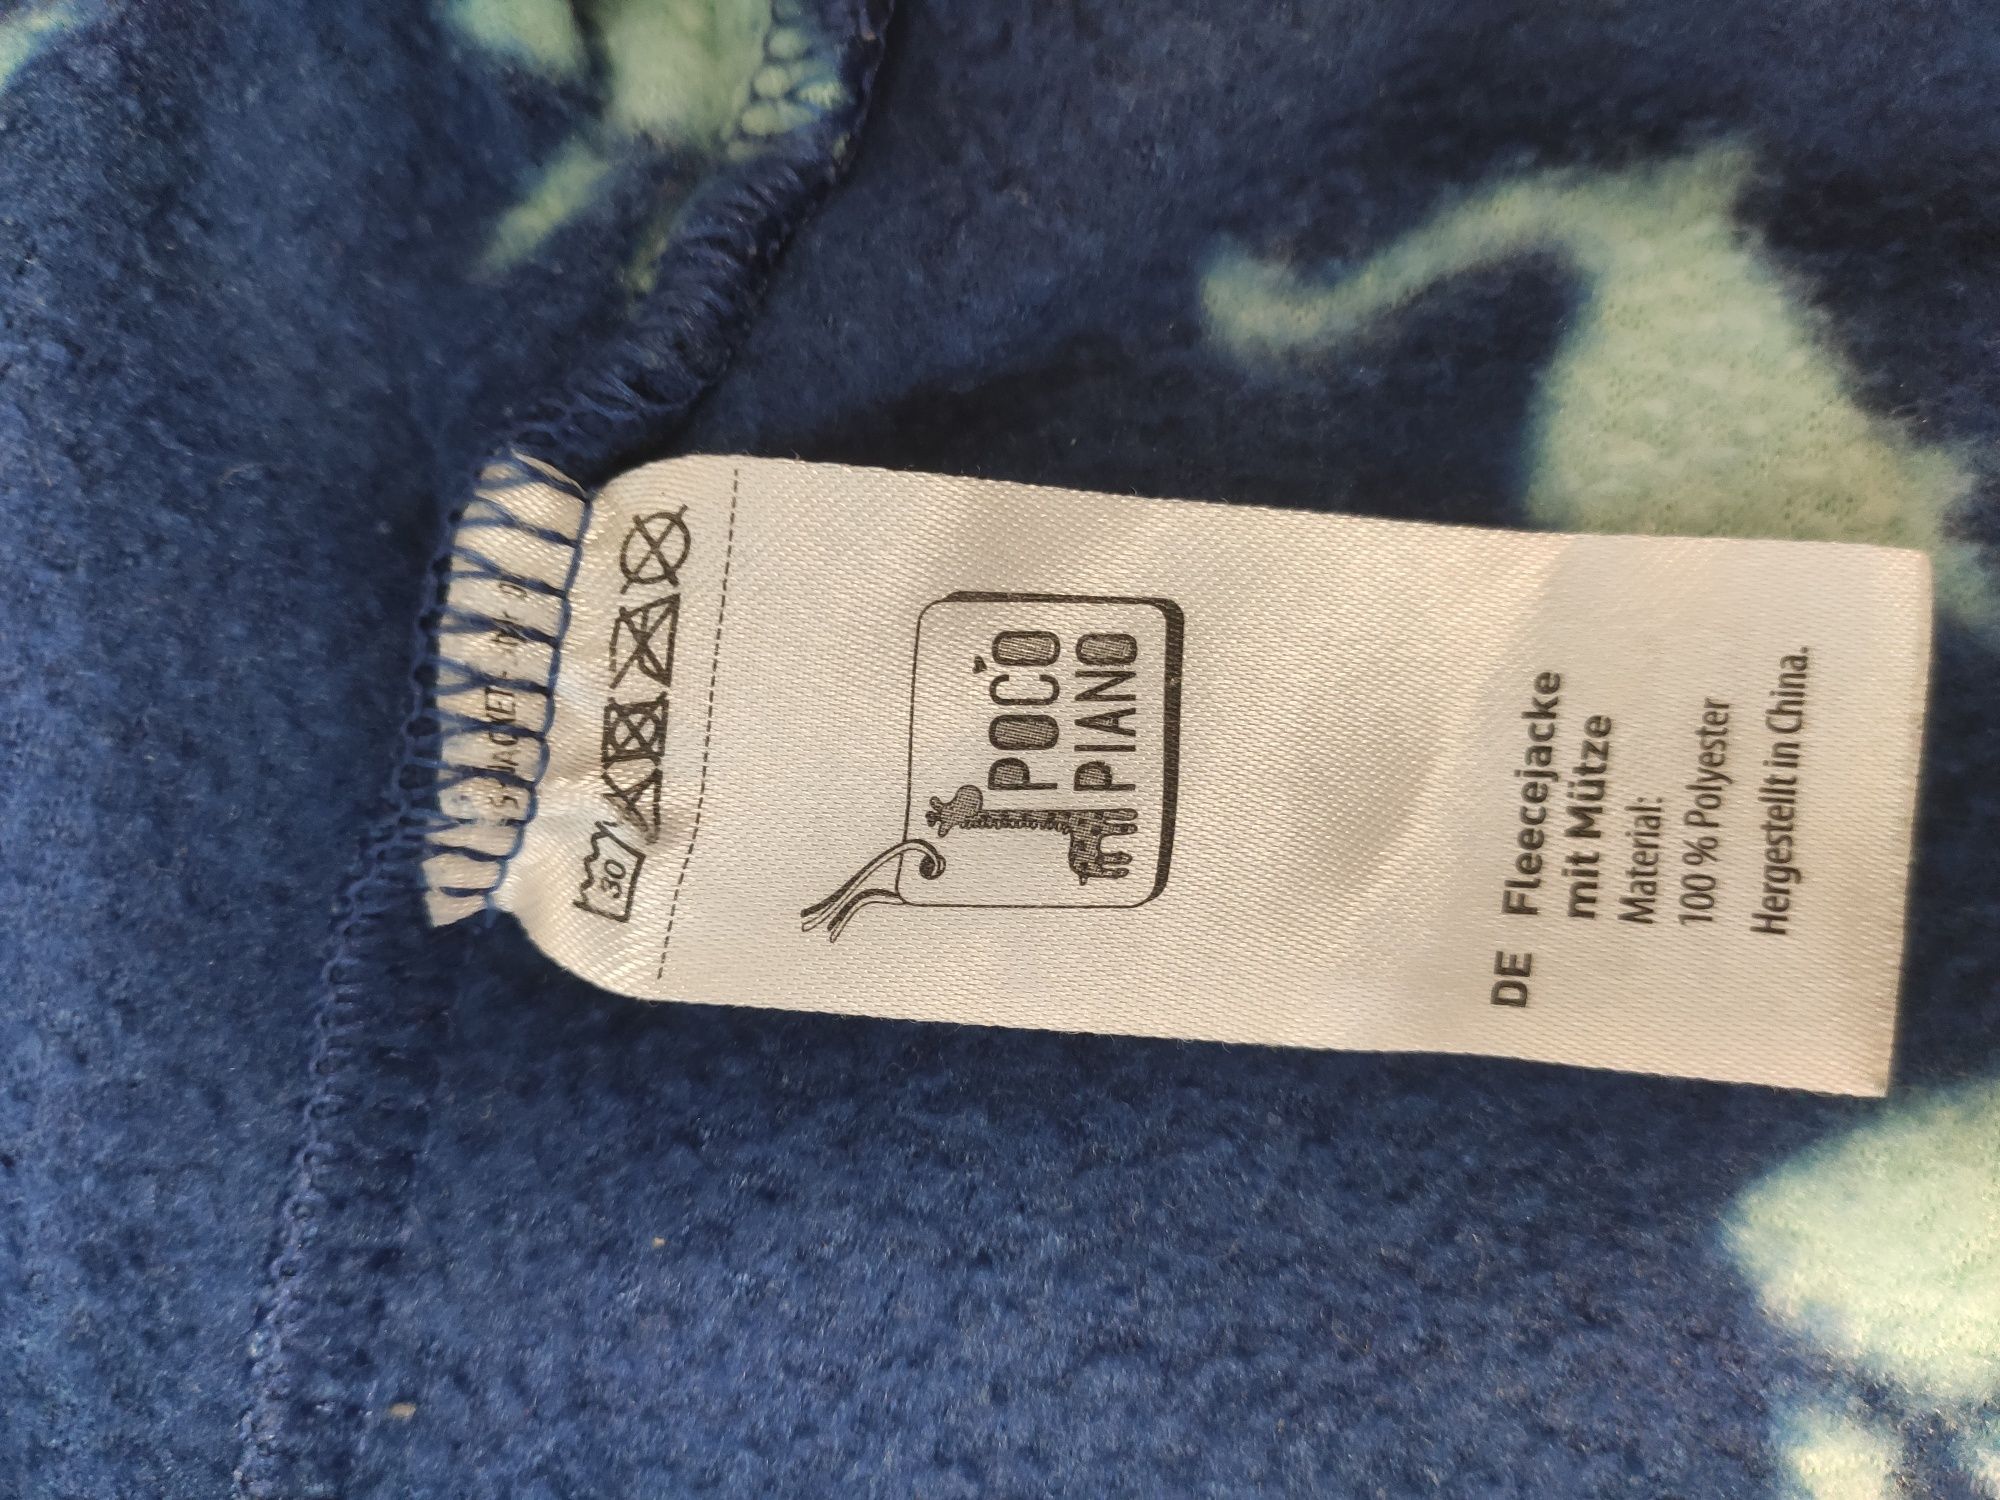 30
POCO
PIANO
DE Fleecejacke
mit Mütze
Material:
100 % Polyester
Hergestellt in China.